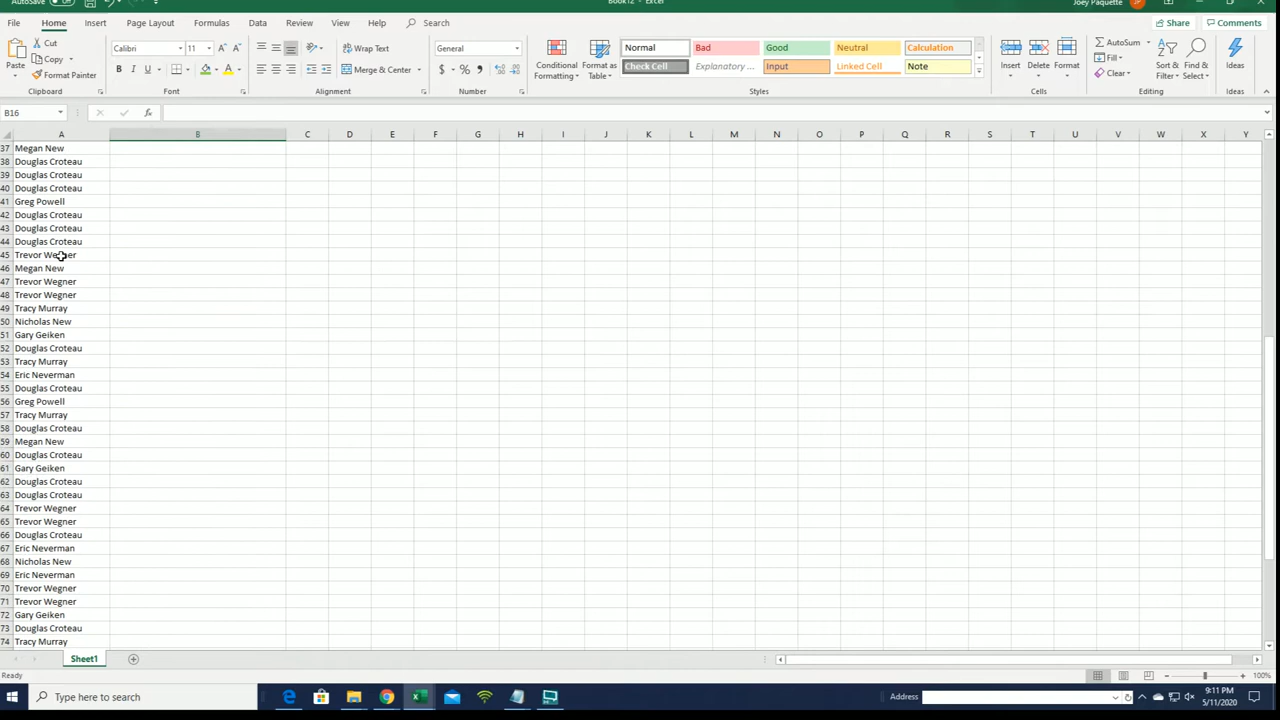 AutoSave Off Book12 - Excel Joey Paquette JP
File Home Insert Page Layout Formulas Data Review View Help Search Share Comments
Paste Cut Copy Format Painter Clipboard
Calibri 11 A A B I U A Font
Wrap Text Merge & Center Alignment
General $ % , Number
Conditional Formatting Format as Table
Normal Bad Good Neutral Calculation
Check Cell Explanatory ... Input Linked Cell Note
Styles
Insert Delete Format Cells
AutoSum Fill Clear Sort & Filter Find & Select Editing
Ideas Ideas
B16 fx
A B C D E F G H I J K L M N O P Q R S T U V W X Y
37 Megan New
38 Douglas Croteau
39 Douglas Croteau
40 Douglas Croteau
41 Greg Powell
42 Douglas Croteau
43 Douglas Croteau
44 Douglas Croteau
45 Trevor Wegner
46 Megan New
47 Trevor Wegner
48 Trevor Wegner
49 Tracy Murray
50 Nicholas New
51 Gary Geiken
52 Douglas Croteau
53 Tracy Murray
54 Eric Neverman
55 Douglas Croteau
56 Greg Powell
57 Tracy Murray
58 Douglas Croteau
59 Megan New
60 Douglas Croteau
61 Gary Geiken
62 Douglas Croteau
63 Douglas Croteau
64 Trevor Wegner
65 Trevor Wegner
66 Douglas Croteau
67 Eric Neverman
68 Nicholas New
69 Eric Neverman
70 Trevor Wegner
71 Trevor Wegner
72 Gary Geiken
73 Douglas Croteau
74 Tracy Murray
Sheet1
Ready 100%
Type here to search Address 9:11 PM
5/11/2020